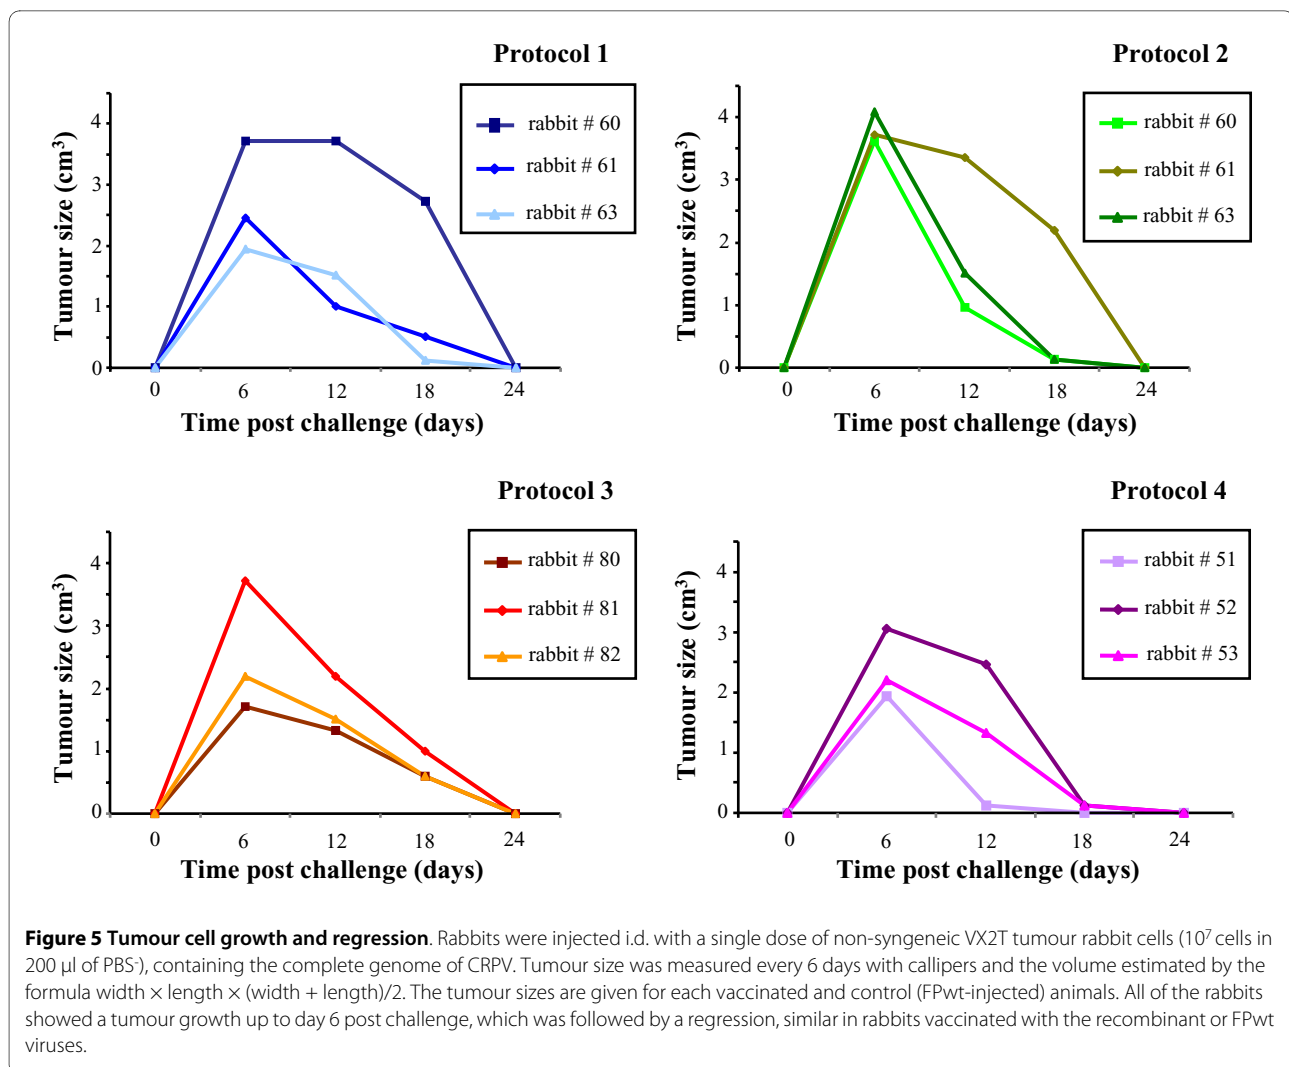 Protocol 1
Tumour size (cm³)
4
3
2
1
0
rabbit # 60
rabbit # 61
rabbit # 63
0 6 12 18 24
Time post challenge (days)
Protocol 2
Tumour size (cm³)
4
3
2
1
0
rabbit # 60
rabbit # 61
rabbit # 63
0 6 12 18 24
Time post challenge (days)
Protocol 3
Tumour size (cm³)
4
3
2
1
0
rabbit # 80
rabbit # 81
rabbit # 82
0 6 12 18 24
Time post challenge (days)
Protocol 4
Tumour size (cm³)
4
3
2
1
0
rabbit # 51
rabbit # 52
rabbit # 53
0 6 12 18 24
Time post challenge (days)
Figure 5 Tumour cell growth and regression. Rabbits were injected i.d. with a single dose of non-syngeneic VX2T tumour rabbit cells (10⁷ cells in
200 μl of PBS⁻), containing the complete genome of CRPV. Tumour size was measured every 6 days with callipers and the volume estimated by the
formula width × length × (width + length)/2. The tumour sizes are given for each vaccinated and control (FPwt-injected) animals. All of the rabbits
showed a tumour growth up to day 6 post challenge, which was followed by a regression, similar in rabbits vaccinated with the recombinant or FPwt
viruses.